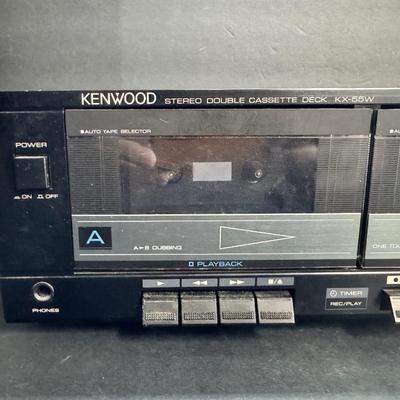 KENWOOD STEREO DOUBLE CASSETTE DECK KX-55W
AUTO TAPE SELECTOR
POWER
ON OFF
A
A►B DUBBING
ONE TOU
PLAYBACK
TIMER
REC/PLAY
PHONES